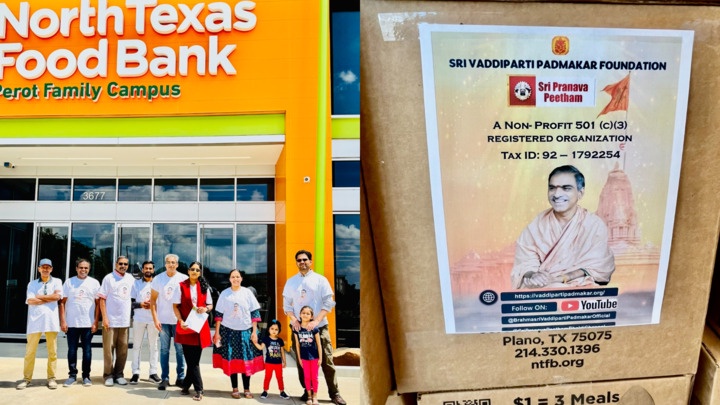 North Texas
Food Bank
Perot Family Campus
3677
SRI VADDIPARTI PADMAKAR FOUNDATION
Sri Pranava
Peetham
A Non- Profit 501 (c)(3)
registered organization
Tax ID: 92 – 1792254
https://vaddipartipadmakar.org/
Follow ON: YouTube
@BrahmasriVaddipartiPadmakarOfficial
Plano, TX 75075
214.330.1396
ntfb.org
$1 = 3 Meals